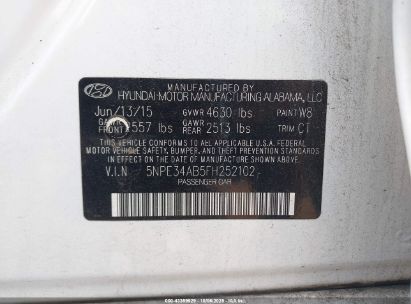 MANUFACTURED BY
HYUNDAI MOTOR MANUFACTURING ALABAMA, LLC
Jun/13/15 GVWR 4630 lbs PAINT W8
GAWR FRONT 2557 lbs GAWR REAR 2513 lbs TRIM CT
THIS VEHICLE CONFORMS TO ALL APPLICABLE U.S. FEDERAL
MOTOR VEHICLE SAFETY, BUMPER, AND THEFT PREVENTION STANDARDS
IN EFFECT ON THE DATE OF MANUFACTURE SHOWN ABOVE.
V.I.N 5NPE34AB5FH252102
PASSENGER CAR